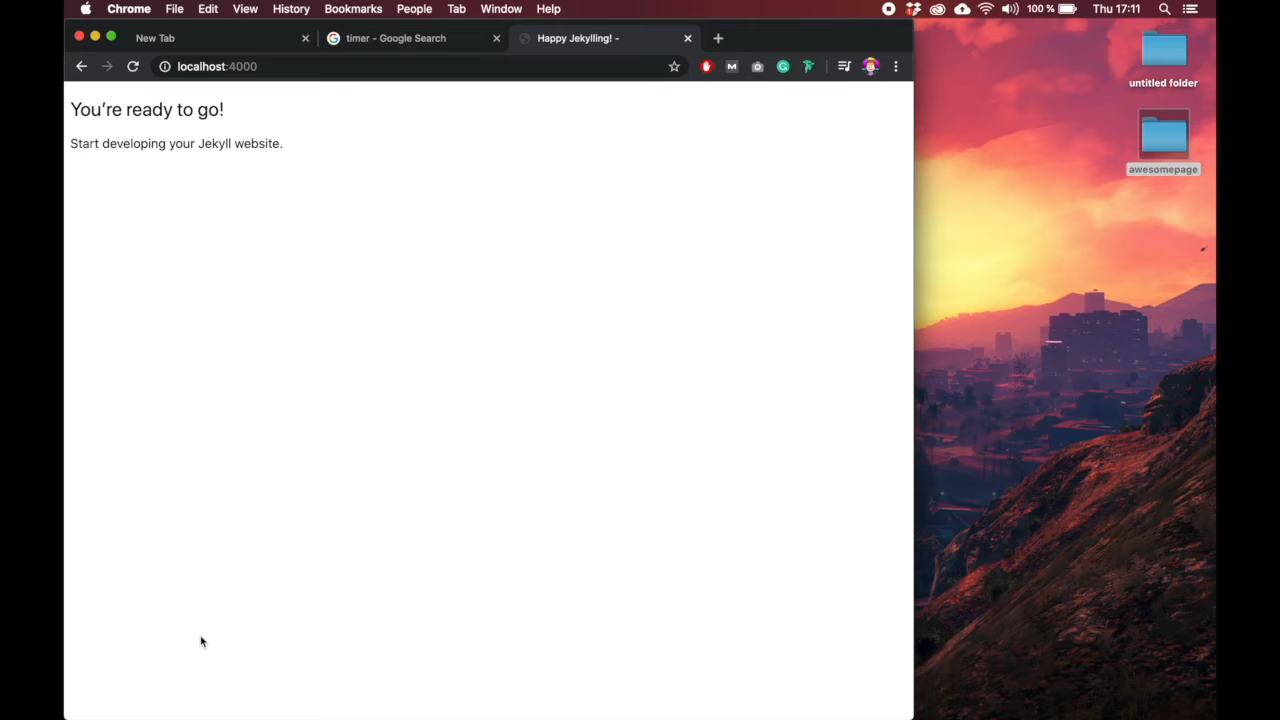 Chrome File Edit View History Bookmarks People Tab Window Help 100 % Thu 17:11
New Tab timer - Google Search Happy Jekylling! -
localhost:4000
You're ready to go!
Start developing your Jekyll website.
untitled folder
awesomepage